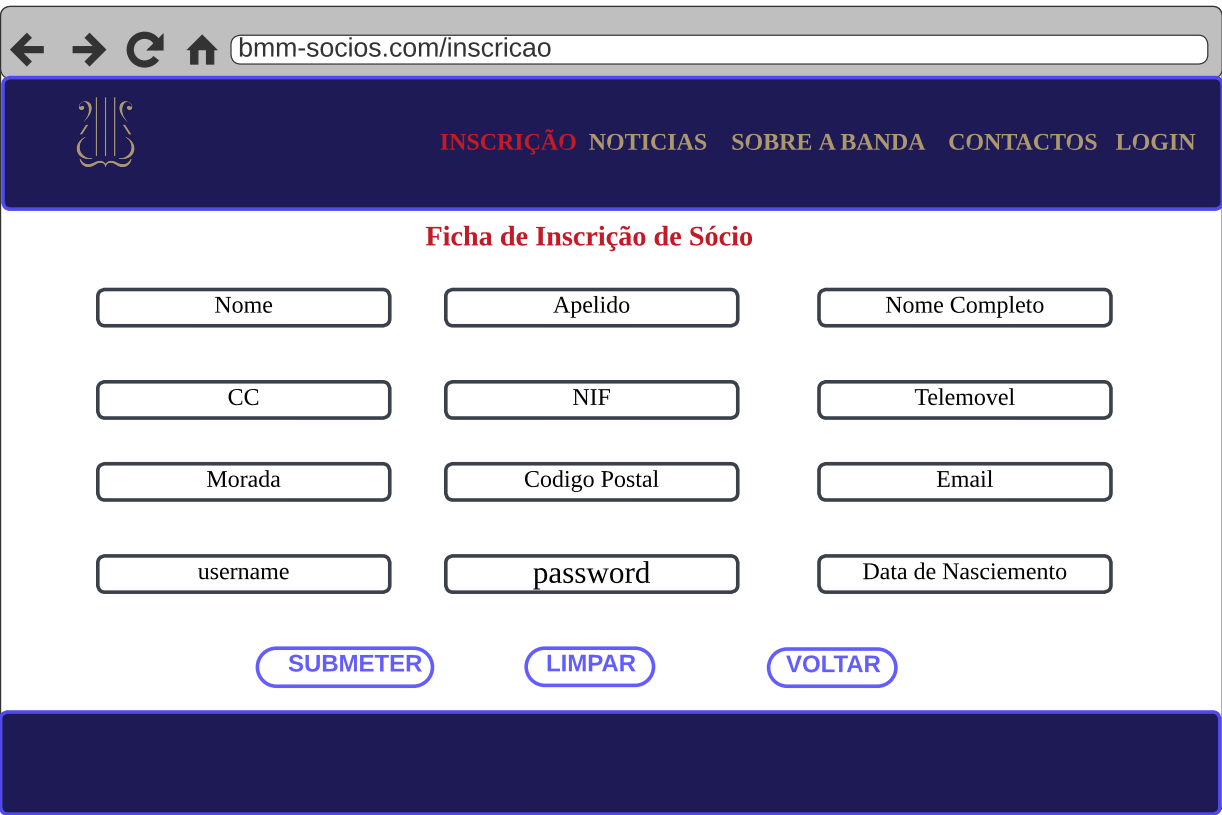 bmm-socios.com/inscricao
INSCRIÇÃO NOTICIAS SOBRE A BANDA CONTACTOS LOGIN
Ficha de Inscrição de Sócio
Nome Apelido Nome Completo
CC NIF Telemovel
Morada Codigo Postal Email
username password Data de Nasciemento
SUBMETER LIMPAR VOLTAR